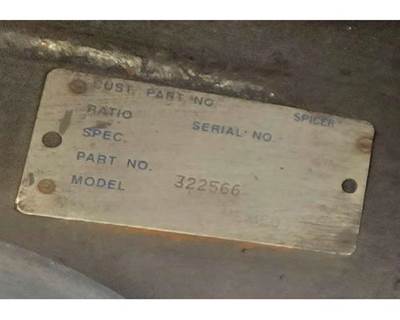 CUST. PART NO. SPICER
RATIO
SPEC. SERIAL NO.
PART NO.
MODEL 322566